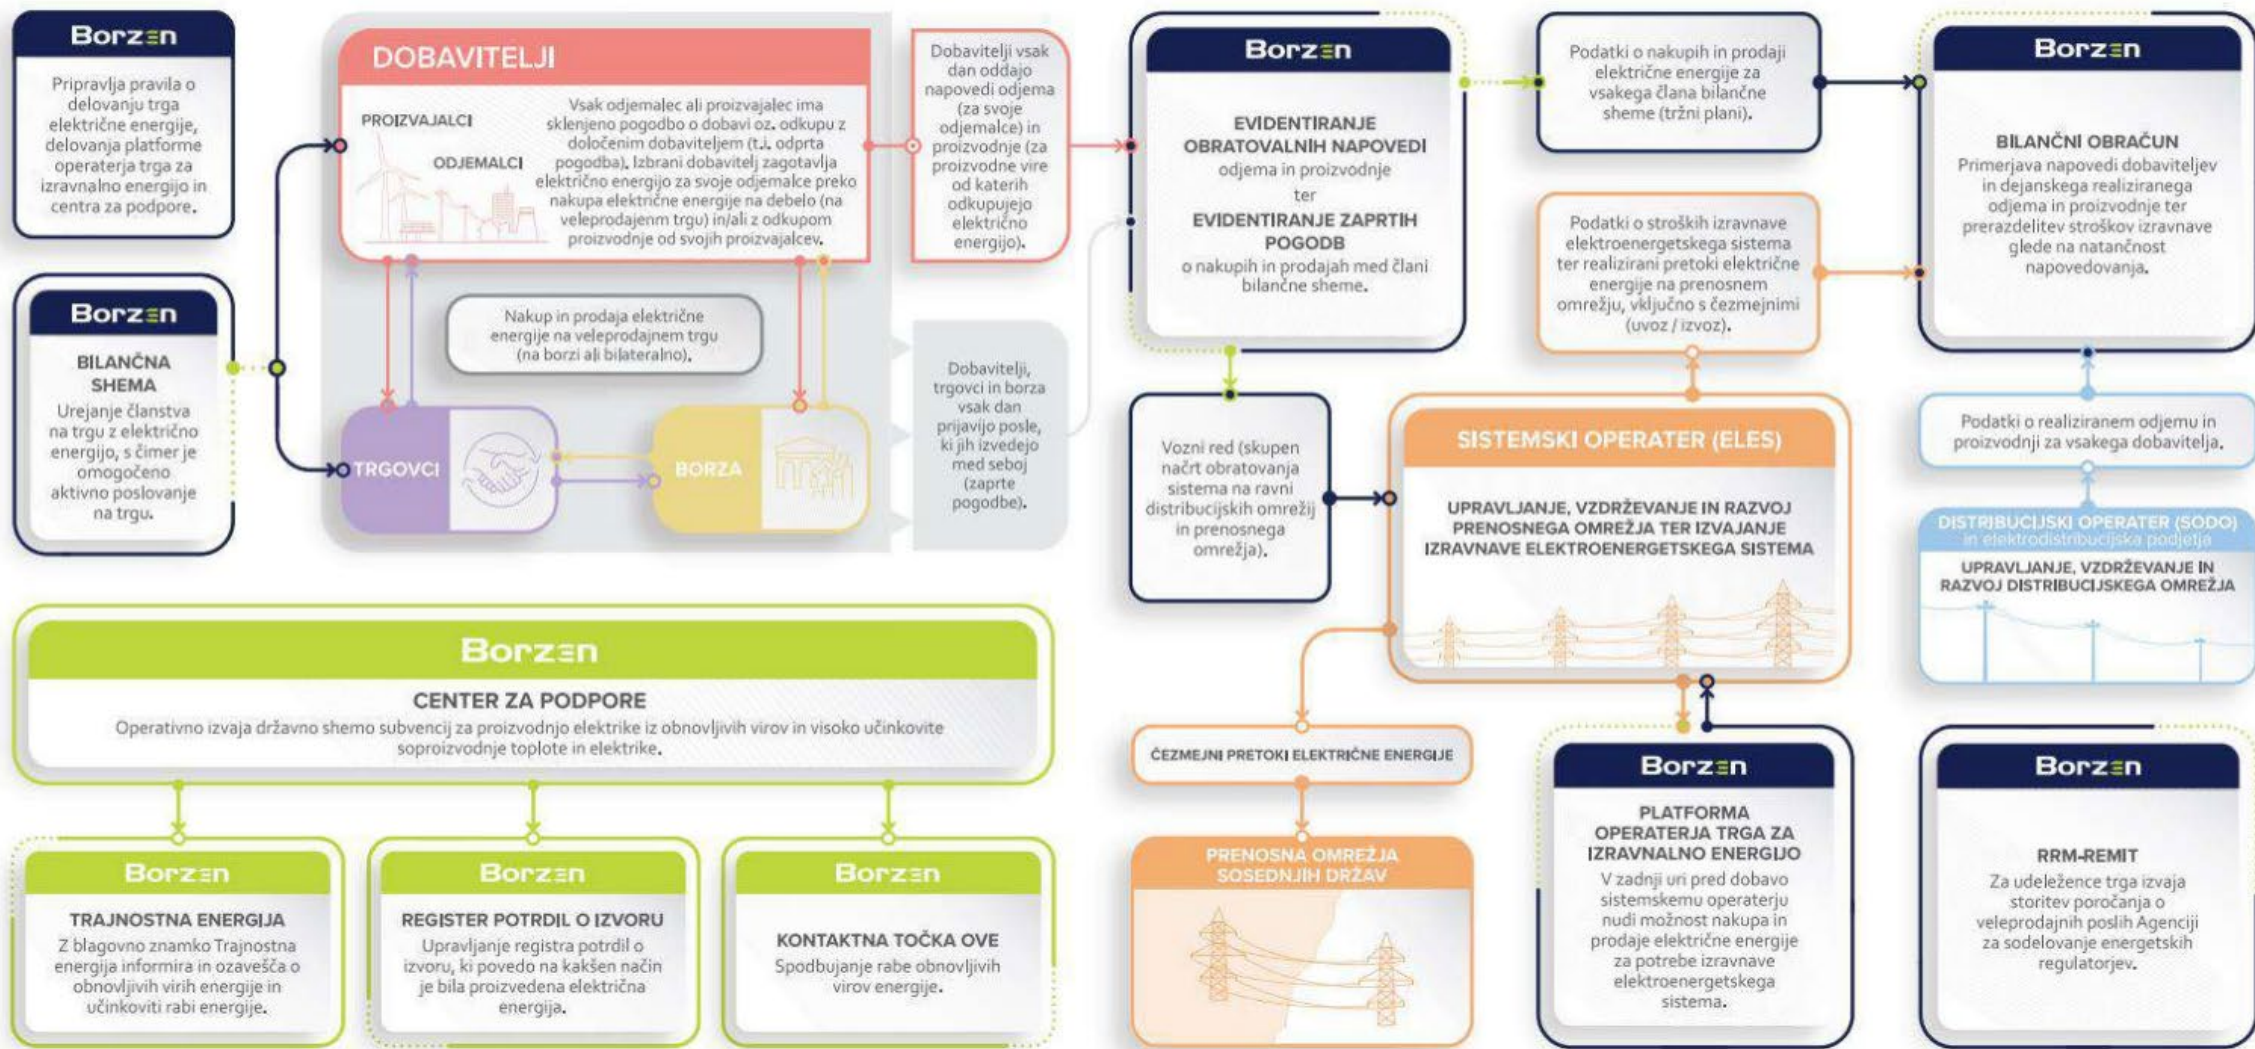 Borzen
Pripravlja pravila o
delovanju trga
električne energije,
delovanja platforme
operaterja trga za
izravnalno energijo in
centra za podpore.
Borzen
BILANČNA
SHEMA
Urejanje članstva
na trgu z električno
energijo, s čimer je
omogočeno
aktivno poslovanje
na trgu.
DOBAVITELJI
PROIZVAJALCI
ODJEMALCI
Vsak odjemalec ali proizvajalec ima
sklenjeno pogodbo o dobavi oz. odkupu z
določenim dobaviteljem (t.i. odprta
pogodba). Izbrani dobavitelj zagotavlja
električno energijo za svoje odjemalce preko
nakupa električne energije na debelo (na
veleprodajenm trgu) in/ali z odkupom
proizvodnje od svojih proizvajalcev.
Nakup in prodaja električne
energije na veleprodajnem trgu
(na borzi ali bilateralno).
TRGOVCI
BORZA
Dobavitelji vsak
dan oddajo
napovedi odjema
(za svoje
odjemalce) in
proizvodnje (za
proizvodne vire
od katerih
odkupujejo
električno
energijo).
Dobavitelji,
trgovci in borza
vsak dan
prijavijo posle,
ki jih izvedejo
med seboj
(zaprte
pogodbe).
Borzen
EVIDENTIRANJE
OBRATOVALNIH NAPOVEDI
odjema in proizvodnje
ter
EVIDENTIRANJE ZAPRTIH
POGODB
o nakupih in prodajah med člani
bilančne sheme.
Vozni red (skupen
načrt obratovanja
sistema na ravni
distribucijskih omrežij
in prenosnega
omrežja).
Podatki o nakupih in prodaji
električne energije za
vsakega člana bilančne
sheme (tržni plani).
Podatki o stroških izravnave
elektroenergetskega sistema
ter realizirani pretoki električne
energije na prenosnem
omrežju, vključno s čezmejnimi
(uvoz / izvoz).
Borzen
BILANČNI OBRAČUN
Primerjava napovedi dobaviteljev
in dejanskega realiziranega
odjema in proizvodnje ter
prerazdelitev stroškov izravnave
glede na natančnost
napovedovanja.
SISTEMSKI OPERATER (ELES)
UPRAVLJANJE, VZDRŽEVANJE IN RAZVOJ
PRENOSNEGA OMREŽJA TER IZVAJANJE
IZRAVNAVE ELEKTROENERGETSKEGA SISTEMA
Podatki o realiziranem odjemu in
proizvodnji za vsakega dobavitelja.
DISTRIBUCIJSKI OPERATER (SODO)
in elektrodistribucijska podjetja
UPRAVLJANJE, VZDRŽEVANJE IN
RAZVOJ DISTRIBUCIJSKEGA OMREŽJA
Borzen
CENTER ZA PODPORE
Operativno izvaja državno shemo subvencij za proizvodnjo elektrike iz obnovljivih virov in visoko učinkovite
soproizvodnje toplote in elektrike.
Borzen
TRAJNOSTNA ENERGIJA
Z blagovno znamko Trajnostna
energija informira in ozavešča o
obnovljivih virih energije in
učinkoviti rabi energije.
Borzen
REGISTER POTRDIL O IZVORU
Upravljanje registra potrdil o
izvoru, ki povedo na kakšen način
je bila proizvedena električna
energija.
Borzen
KONTAKTNA TOČKA OVE
Spodbujanje rabe obnovljivih
virov energije.
ČEZMEJNI PRETOKI ELEKTRIČNE ENERGIJE
PRENOSNA OMREŽJA
SOSEDNJIH DRŽAV
Borzen
PLATFORMA
OPERATERJA TRGA ZA
IZRAVNALNO ENERGIJO
V zadnji uri pred dobavo
sistemskemu operaterju
nudi možnost nakupa in
prodaje električne energije
za potrebe izravnave
elektroenergetskega
sistema.
Borzen
RRM-REMIT
Za udeležence trga izvaja
storitev poročanja o
veleprodajnih poslih Agenciji
za sodelovanje energetskih
regulatorjev.